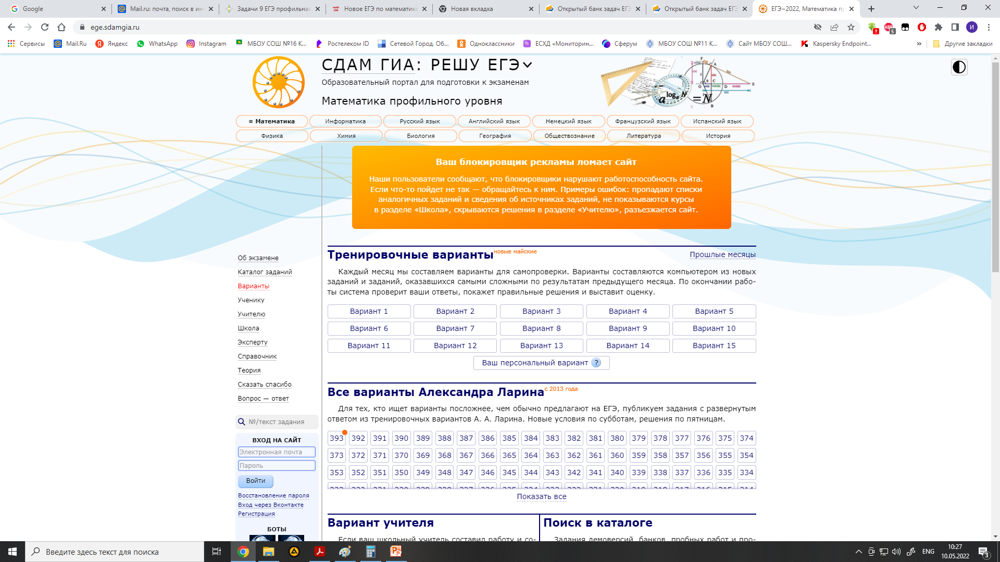 Google
Mail.ru: почта, поиск в инт
Задачи 9 ЕГЭ профильная
Новое ЕГЭ по математике
Новая вкладка
Открытый банк задач ЕГЭ
Открытый банк задач ЕГЭ
ЕГЭ−2022, Математика пр
ege.sdamgia.ru
Сервисы
Mail.Ru
Яндекс
WhatsApp
Instagram
МБОУ СОШ №16 К...
Ростелеком ID
Сетевой Город. Об...
Одноклассники
ЕСХД «Мониторин...
Сферум
МБОУ СОШ №11 К...
Сайт МБОУ СОШ...
Kaspersky Endpoint...
»
Другие закладки
СДАМ ГИА: РЕШУ ЕГЭ
Образовательный портал для подготовки к экзаменам
Математика профильного уровня
≡ Математика
Информатика
Русский язык
Английский язык
Немецкий язык
Французский язык
Испанский язык
Физика
Химия
Биология
География
Обществознание
Литература
История
Ваш блокировщик рекламы ломает сайт
Наши пользователи сообщают, что блокировщики нарушают работоспособность сайта.
Если что-то пойдет не так — обращайтесь к ним. Примеры ошибок: пропадают списки
аналогичных заданий и сведения об источниках заданий, не показываются курсы
в разделе «Школа», скрываются решения в разделе «Учителю», разъезжается сайт.
Об экзамене
Каталог заданий
Варианты
Ученику
Учителю
Школа
Эксперту
Справочник
Теория
Сказать спасибо
Вопрос — ответ
№/текст задания
ВХОД НА САЙТ
Электронная почта
Пароль
Войти
Восстановление пароля
Вход через Вконтакте
Регистрация
БОТЫ
Тренировочные варианты новые майские
Прошлые месяцы
Каждый месяц мы составляем варианты для самопроверки. Варианты составляются компьютером из новых
заданий и заданий, оказавшихся самыми сложными по результатам предыдущего месяца. По окончании рабо-
ты система проверит ваши ответы, покажет правильные решения и выставит оценку.
Вариант 1 Вариант 2 Вариант 3 Вариант 4 Вариант 5
Вариант 6 Вариант 7 Вариант 8 Вариант 9 Вариант 10
Вариант 11 Вариант 12 Вариант 13 Вариант 14 Вариант 15
Ваш персональный вариант ?
Все варианты Александра Ларина с 2013 года
Для тех, кто ищет варианты посложнее, чем обычно предлагают на ЕГЭ, публикуем задания с развернутым
ответом из тренировочных вариантов А. А. Ларина. Новые условия по субботам, решения по пятницам.
393 392 391 390 389 388 387 386 385 384 383 382 381 380 379 378 377 376 375 374
373 372 371 370 369 368 367 366 365 364 363 362 361 360 359 358 357 356 355 354
353 352 351 350 349 348 347 346 345 344 343 342 341 340 339 338 337 336 335 334
Показать все
Вариант учителя
Если ваш школьный учитель составил работу и со-
Поиск в каталоге
Задания демоверсий, банков, пробных работ и про-
Введите здесь текст для поиска
ENG
10:27
10.05.2022
3